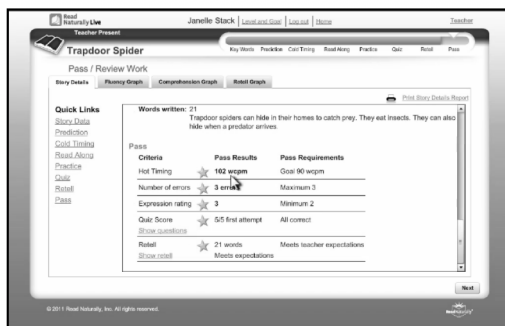 Read Naturally Live
Janelle Stack | Level and Goal | Log out | Home
Teacher
Teacher Present
Trapdoor Spider
Key Words Prediction Cold Timing Read Along Practice Quiz Retell Pass
Pass / Review Work
Story Details Fluency Graph Comprehension Graph Retell Graph
Print Story Details Report
Quick Links
Story Data
Prediction
Cold Timing
Read Along
Practice
Quiz
Retell
Pass
Words written: 21
Trapdoor spiders can hide in their homes to catch prey. They eat insects. They can also
hide when a predator arrives.
Pass
Criteria Pass Results Pass Requirements
Hot Timing 102 wcpm Goal 90 wcpm
Number of errors 3 errors Maximum 3
Expression rating 3 Minimum 2
Quiz Score 5/5 first attempt All correct
Show questions
Retell 21 words Meets teacher expectations
Show retell Meets expectations
Next
© 2011 Read Naturally, Inc. All rights reserved.
Read Naturally